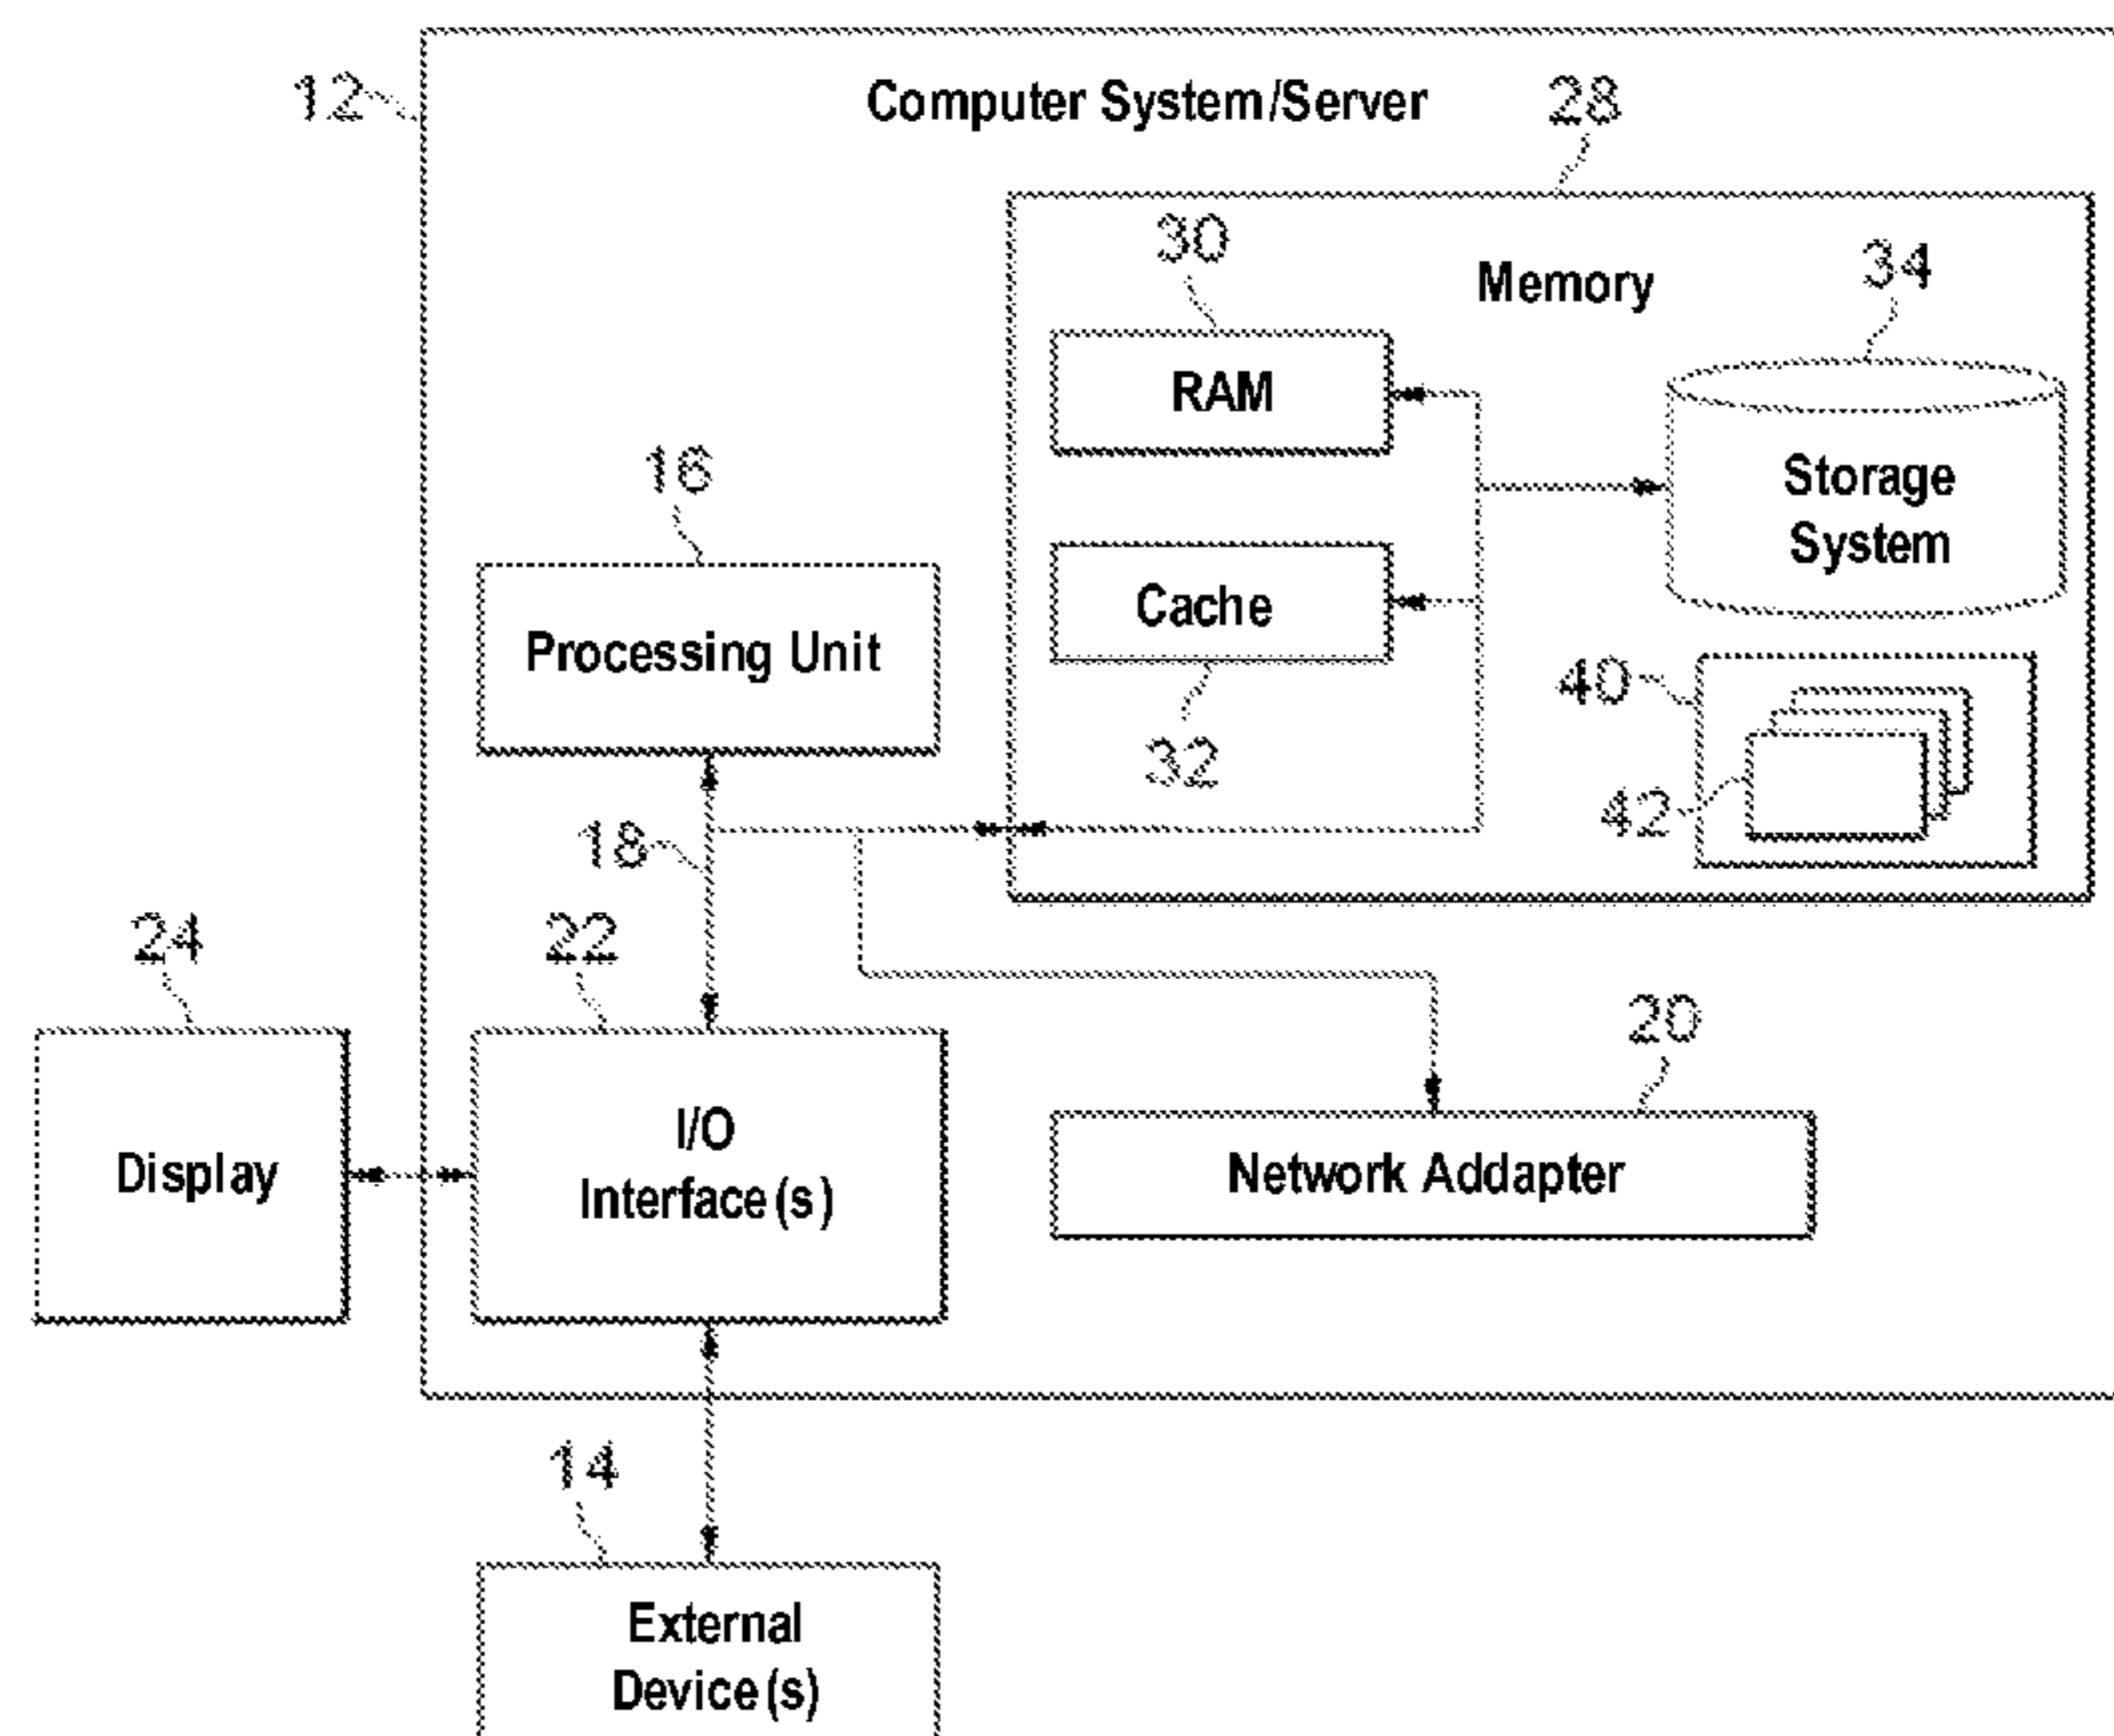 12
Computer System/Server
28
30
Memory
34
RAM
16
Storage
System
Cache
Processing Unit
40
32
42
18
24
22
20
I/O
Interface(s)
Display
Network Addapter
14
External
Device(s)